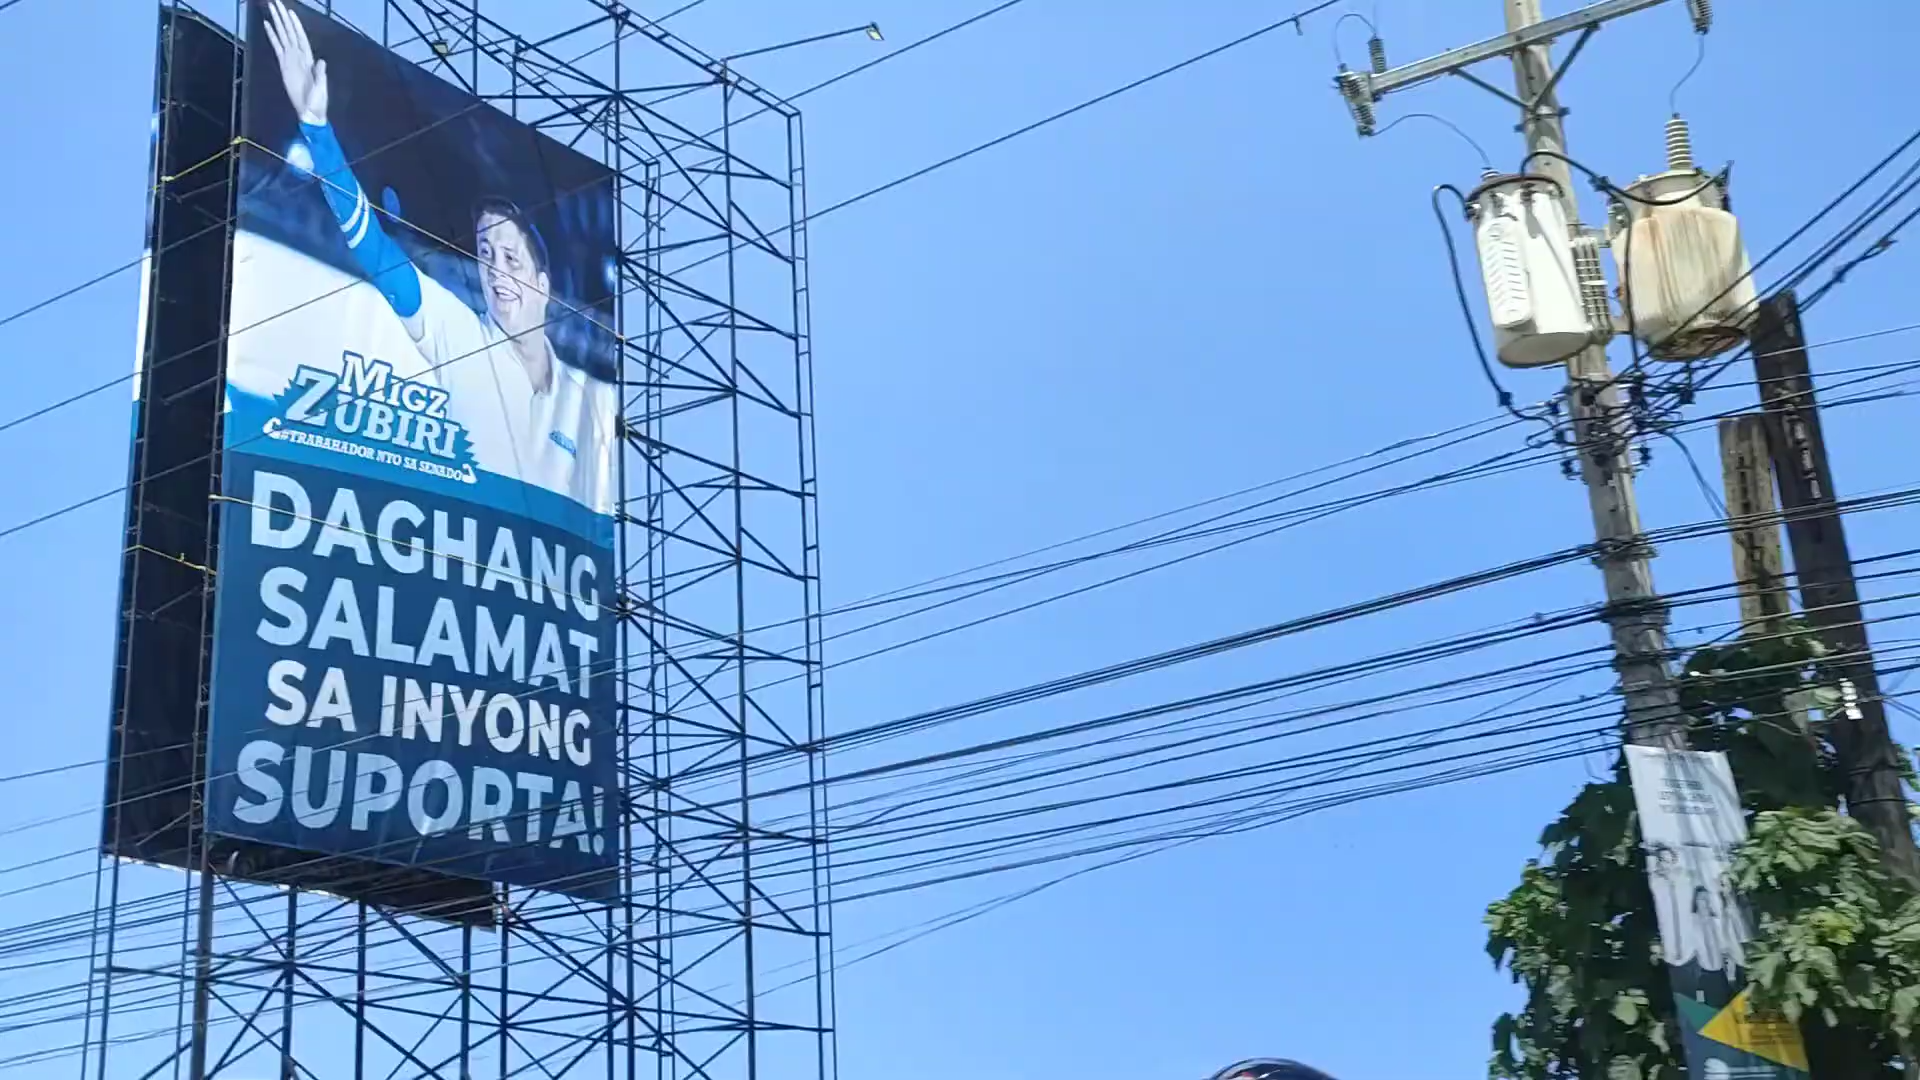 MIGZ
ZUBIRI
#TRABAHADOR NYO SA SENADO
DAGHANG
SALAMAT
SA INYONG
SUPORTA!